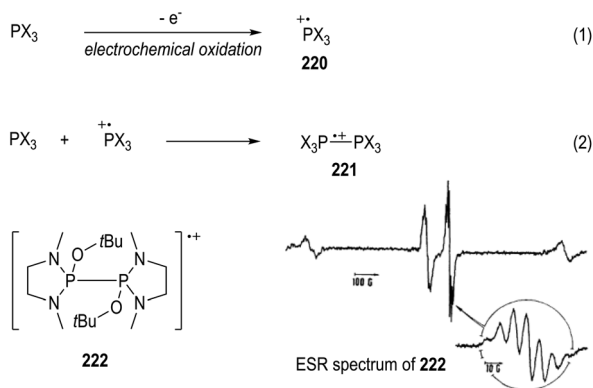 PX3 - e- +• PX3 (1)
electrochemical oxidation
220
PX3 + +• PX3 X3P •+ PX3 (2)
221
•+
N O tBu N
P P
N tBu O N
100 G
222
ESR spectrum of 222
10 G